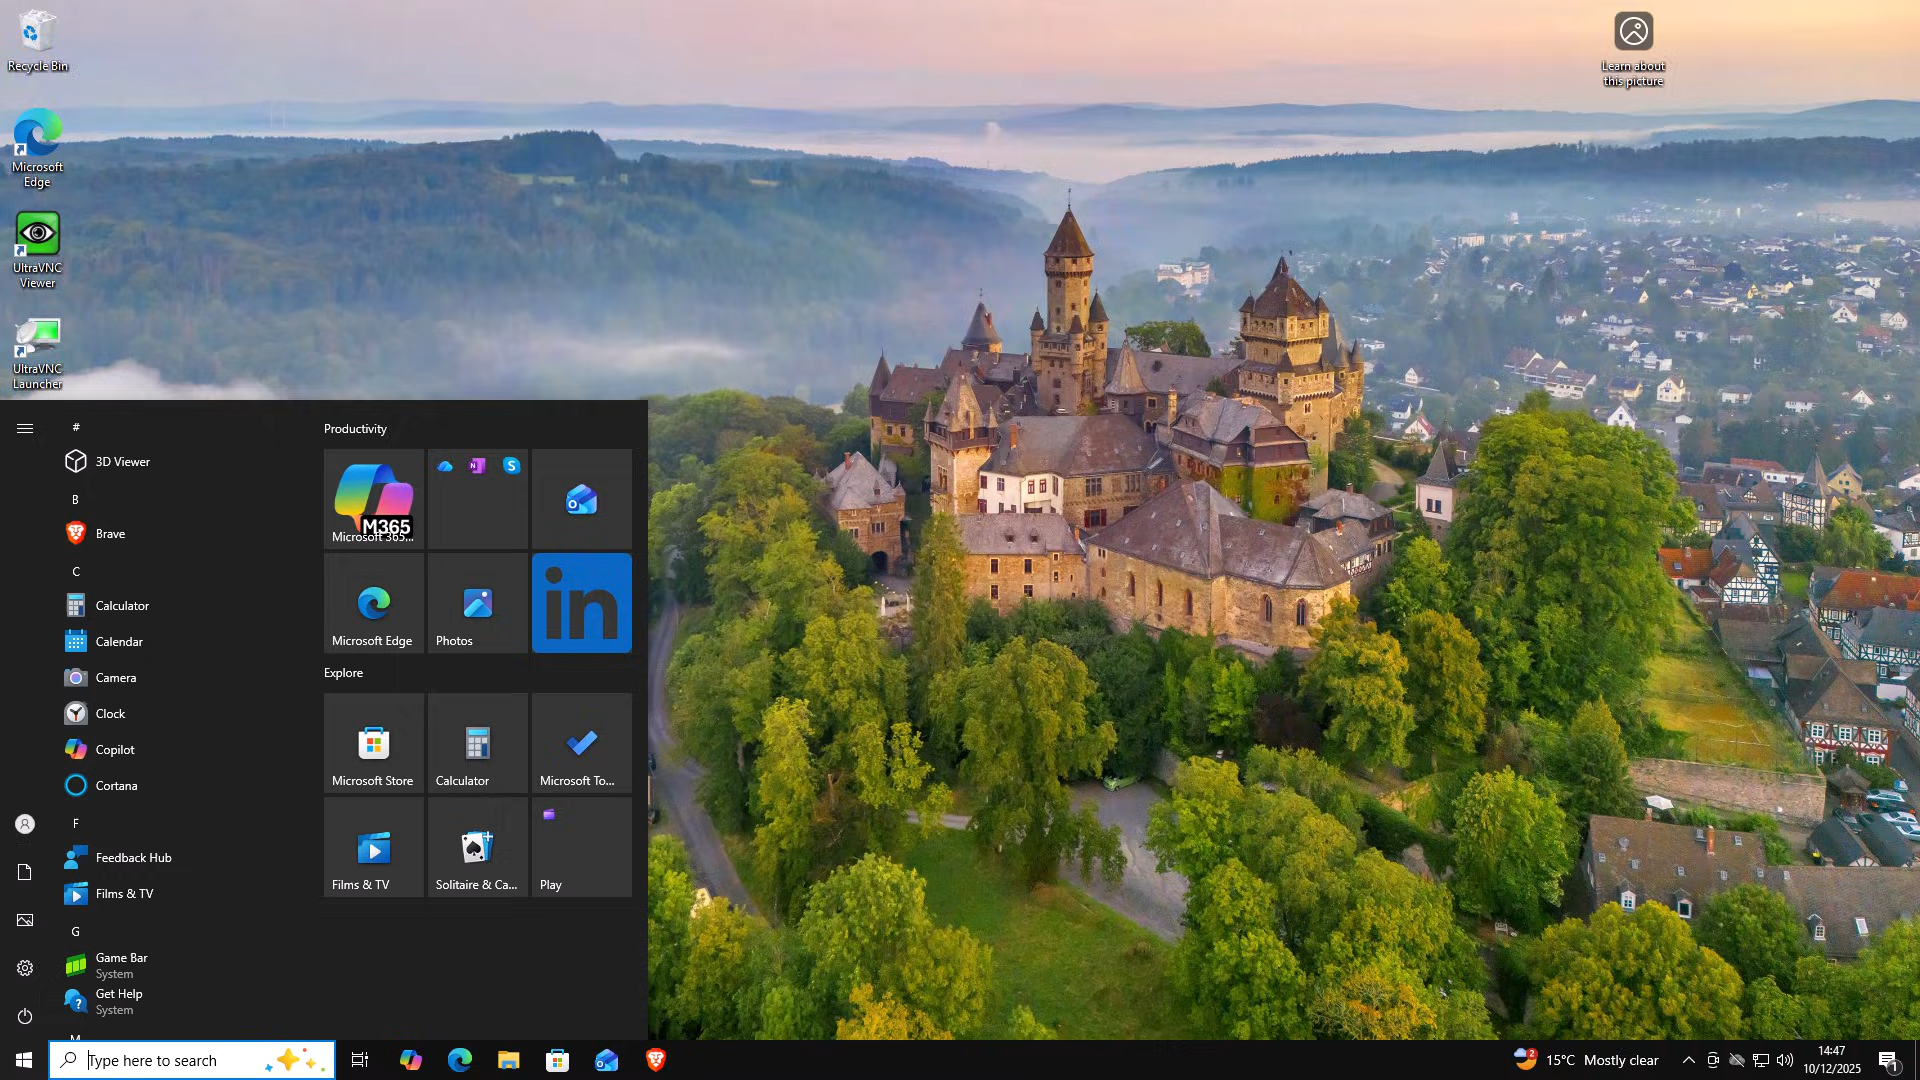 Recycle Bin
Learn about
this picture
Microsoft
Edge
UltraVNC
Viewer
UltraVNC
Launcher
#
3D Viewer
B
Brave
C
Calculator
Calendar
Camera
Clock
Copilot
Cortana
F
Feedback Hub
Films & TV
G
Game Bar
System
Get Help
System
Productivity
M365
Microsoft 365...
N
S
Microsoft Edge
Photos
in
Explore
Microsoft Store
Calculator
Microsoft To...
Films & TV
Solitaire & Ca...
Play
Type here to search
2
15°C Mostly clear
14:47
10/12/2025
1